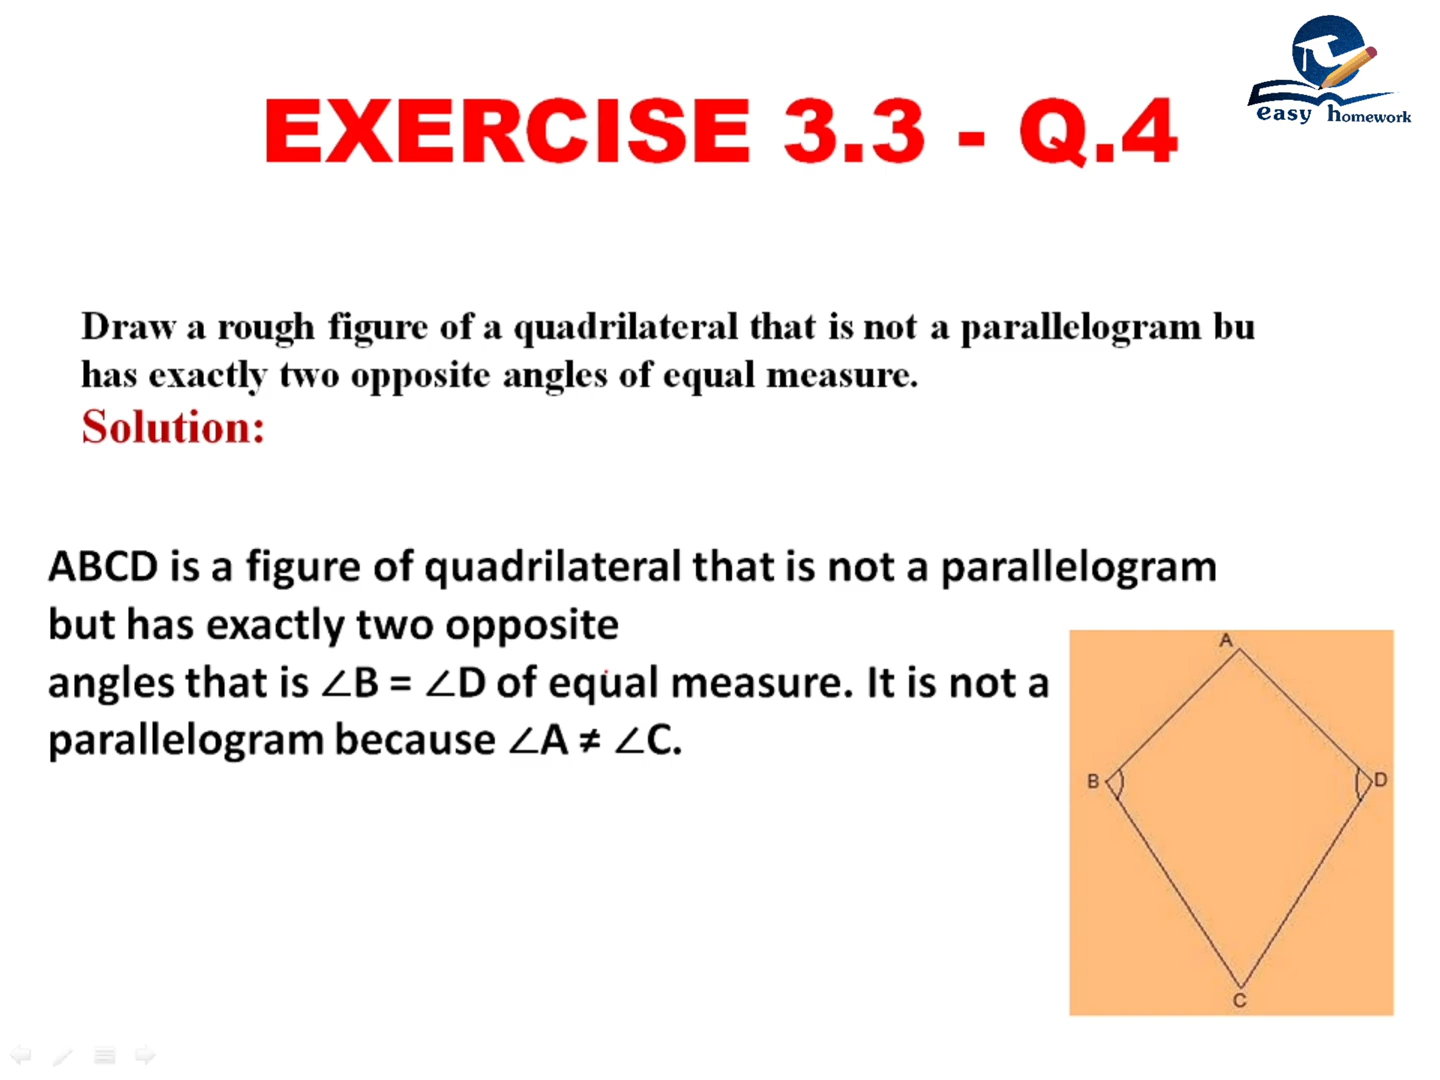 easy homework
EXERCISE 3.3 - Q.4
Draw a rough figure of a quadrilateral that is not a parallelogram bu
has exactly two opposite angles of equal measure.
Solution:
ABCD is a figure of quadrilateral that is not a parallelogram
but has exactly two opposite
angles that is ∠B = ∠D of equal measure. It is not a
parallelogram because ∠A ≠ ∠C.
A
B
D
C